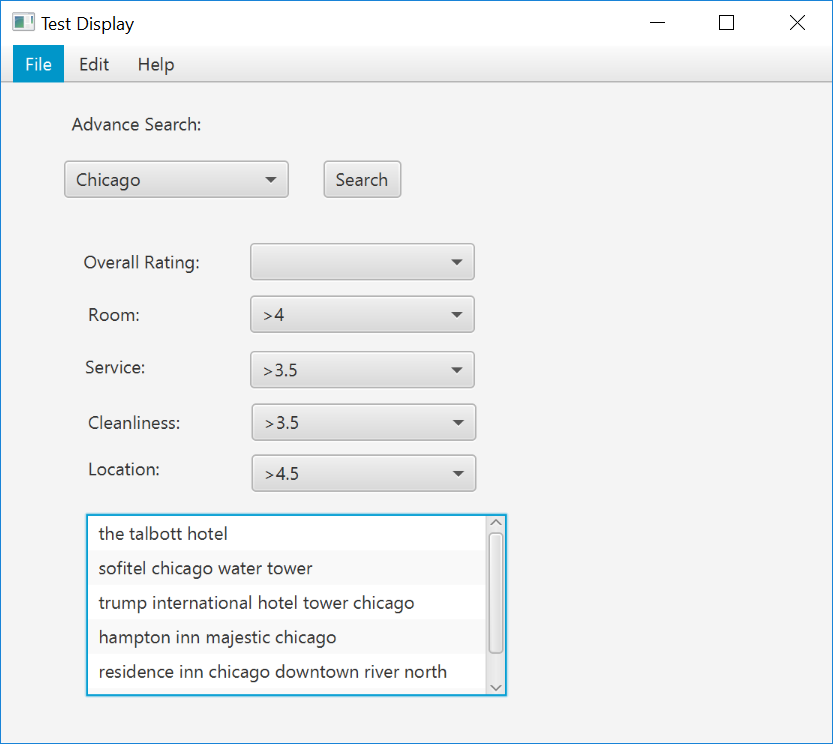 Test Display
File Edit Help
Advance Search:
Chicago Search
Overall Rating:
Room: >4
Service: >3.5
Cleanliness: >3.5
Location: >4.5
the talbott hotel
sofitel chicago water tower
trump international hotel tower chicago
hampton inn majestic chicago
residence inn chicago downtown river north